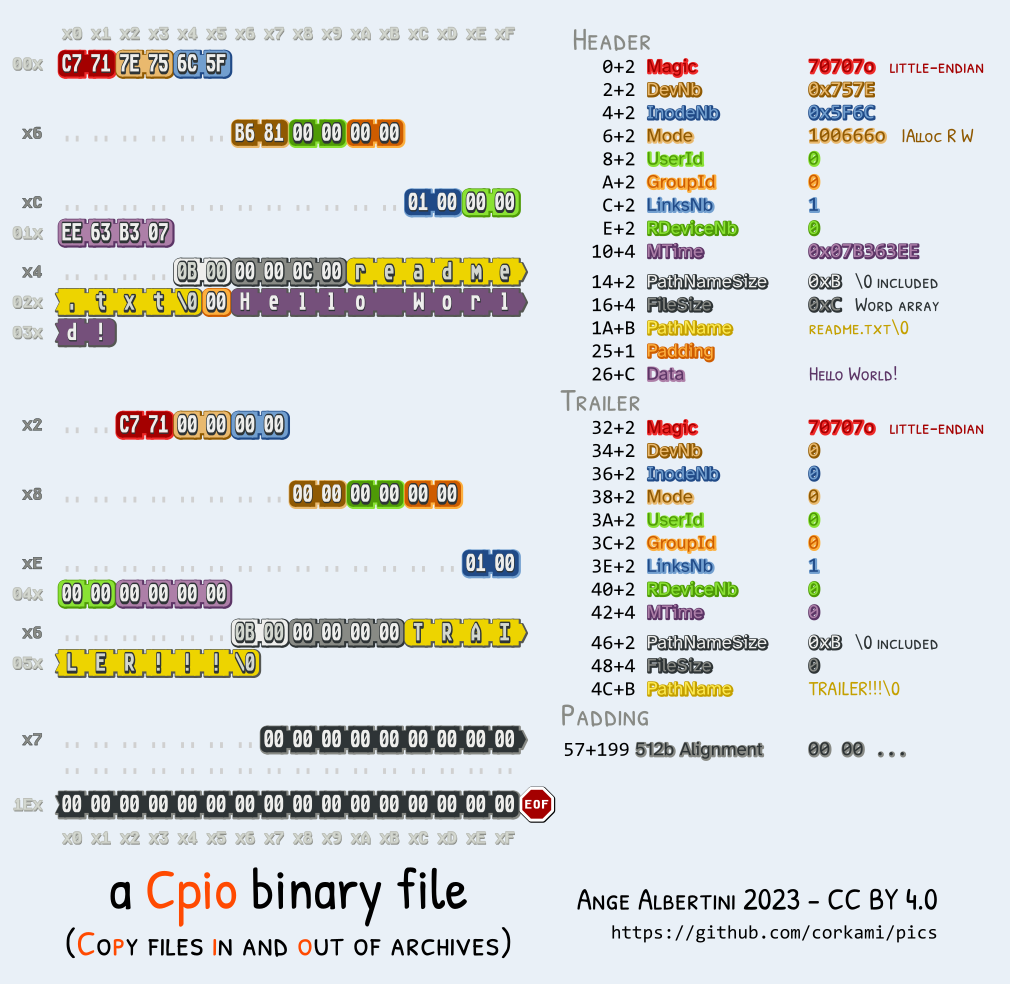 x0 x1 x2 x3 x4 x5 x6 x7 x8 x9 xA xB xC xD xE xF
00x C7 71 7E 75 6C 5F
x6 .. .. .. .. .. .. B6 81 00 00 00 00
xC .. .. .. .. .. .. .. .. .. .. .. .. 01 00 00 00
01x EE 63 B3 07
x4 .. .. .. .. 0B 00 00 00 0C 00 r e a d m e
02x . t x t \0 00 H e l l o W o r l
03x d !
x2 .. .. C7 71 00 00 00 00
x8 .. .. .. .. .. .. .. .. 00 00 00 00 00 00
xE .. .. .. .. .. .. .. .. .. .. .. .. .. .. 01 00
04x 00 00 00 00 00 00
x6 .. .. .. .. .. .. 0B 00 00 00 00 00 T R A I
05x L E R ! ! ! \0
x7 .. .. .. .. .. .. .. 00 00 00 00 00 00 00 00 00
.. .. .. .. .. .. .. .. .. .. .. .. .. .. .. ..
1Ex 00 00 00 00 00 00 00 00 00 00 00 00 00 00 00 00 EOF
x0 x1 x2 x3 x4 x5 x6 x7 x8 x9 xA xB xC xD xE xF
Header
0+2 Magic 70707o little-endian
2+2 DevNb 0x757E
4+2 InodeNb 0x5F6C
6+2 Mode 100666o IAlloc R W
8+2 UserId 0
A+2 GroupId 0
C+2 LinksNb 1
E+2 RDeviceNb 0
10+4 MTime 0x07B363EE
14+2 PathNameSize 0xB \0 included
16+4 FileSize 0xC Word array
1A+B PathName readme.txt\0
25+1 Padding
26+C Data Hello World!
Trailer
32+2 Magic 70707o little-endian
34+2 DevNb 0
36+2 InodeNb 0
38+2 Mode 0
3A+2 UserId 0
3C+2 GroupId 0
3E+2 LinksNb 1
40+2 RDeviceNb 0
42+4 MTime 0
46+2 PathNameSize 0xB \0 included
48+4 FileSize 0
4C+B PathName TRAILER!!!\0
Padding
57+199 512b Alignment 00 00 ...
a Cpio binary file
(Copy files in and out of archives)
Ange Albertini 2023 - CC BY 4.0
https://github.com/corkami/pics